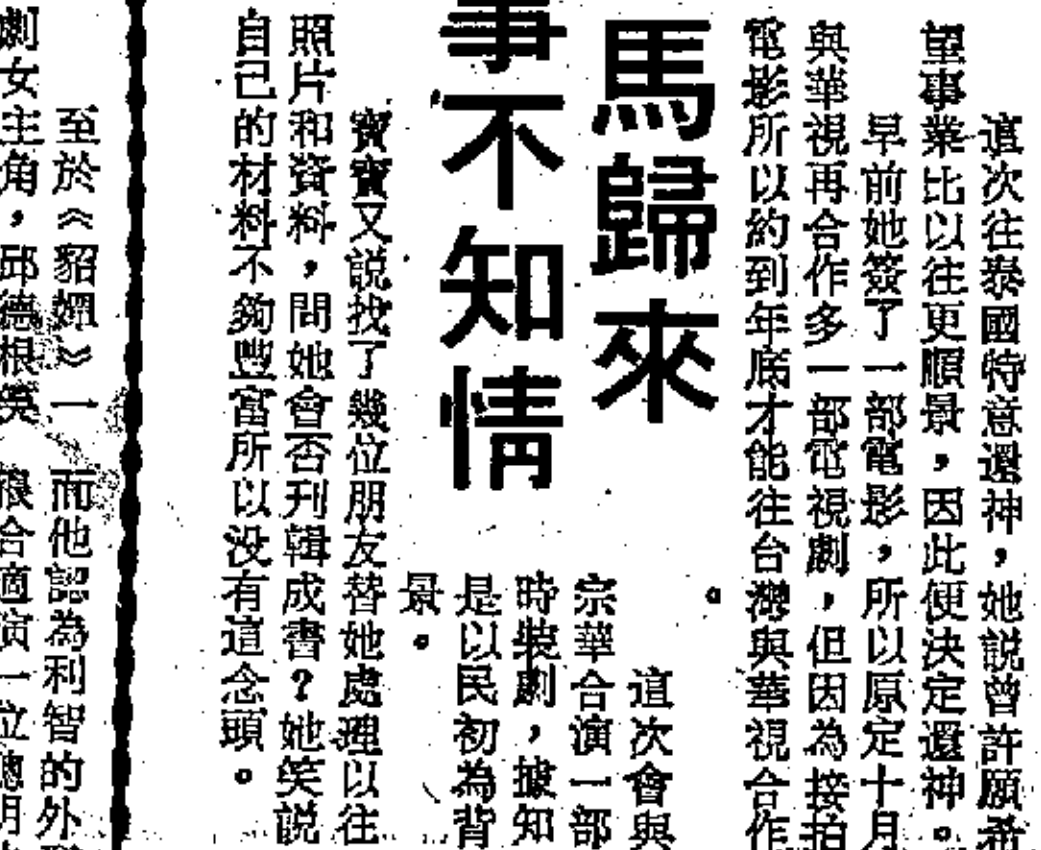 這次往泰國特意還神，她說曾許願希
望事業比以往更順景，因此便決定還神。
早前她簽了一部電影，所以原定十月
與華視再合作多一部電視劇，但因為接拍
電影所以約到年底才能往台灣與華視合作
。
馬歸來
事不知情
這次會與
宗華合演一部
時裝劇，據知
是以民初為背
景。
寶寶又說找了幾位朋友替她處理以往
照片和資料，問她會否刊輯成書？她笑說
自己的材料不夠豐富所以没有這念頭。
至於《貂嬋》一
劇女主角，邱德根
而他認為利智的外
合適演一位聰明